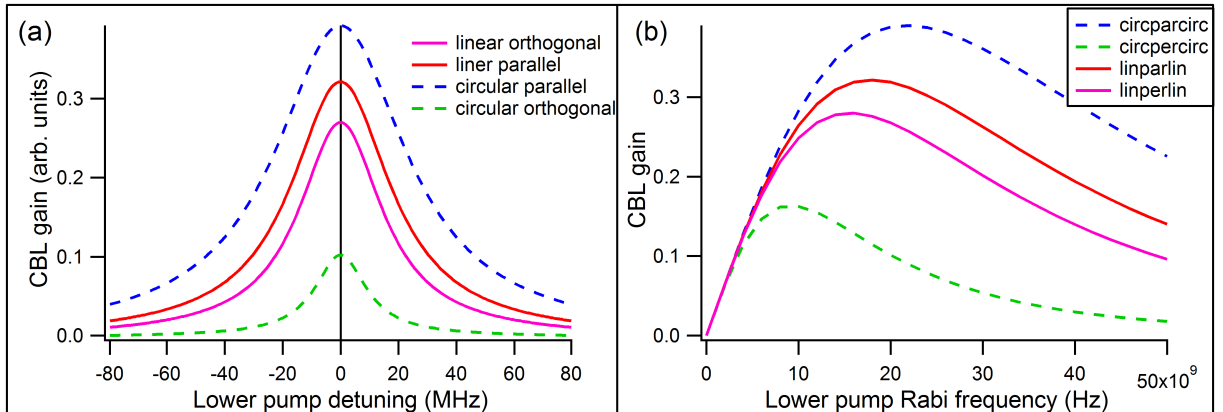 (a)
linear orthogonal
liner parallel
circular parallel
circular orthogonal
CBL gain (arb. units)
0.3
0.2
0.1
0.0
-80 -60 -40 -20 0 20 40 60 80
Lower pump detuning (MHz)
(b)
circparcirc
circpercirc
linparlin
linperlin
CBL gain
0.3
0.2
0.1
0.0
0 10 20 30 40 50x10⁹
Lower pump Rabi frequency (Hz)